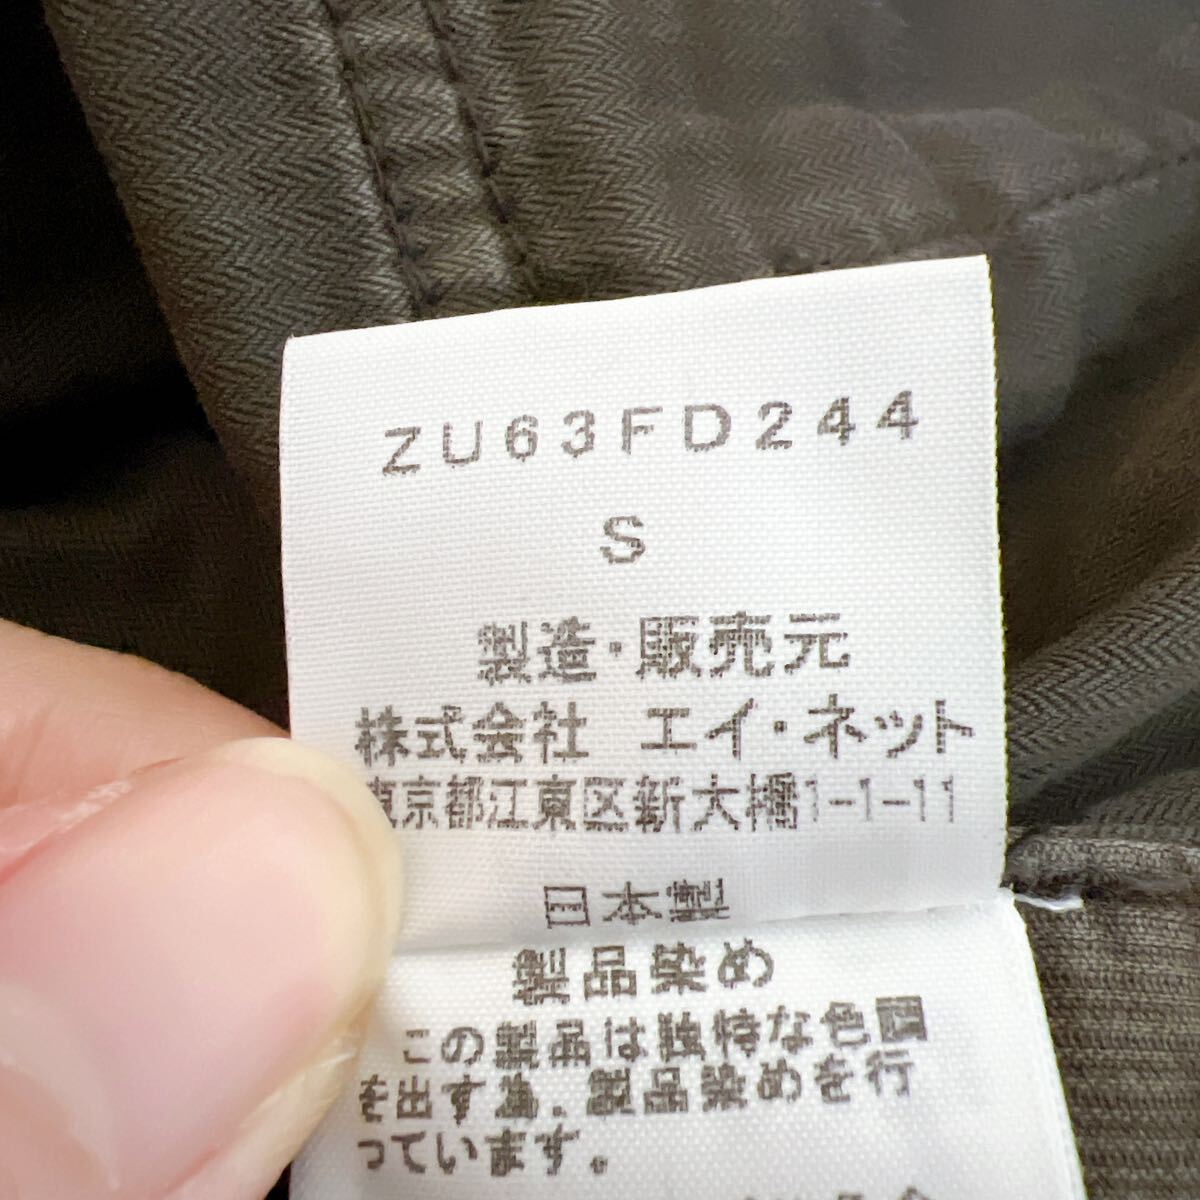 ZU63FD244
S
製造・販売元
株式会社 エイ・ネット
東京都江東区新大橋1-1-11
日本製
製品染め
この製品は独特な色調
を出す為、製品染めを行
っています。